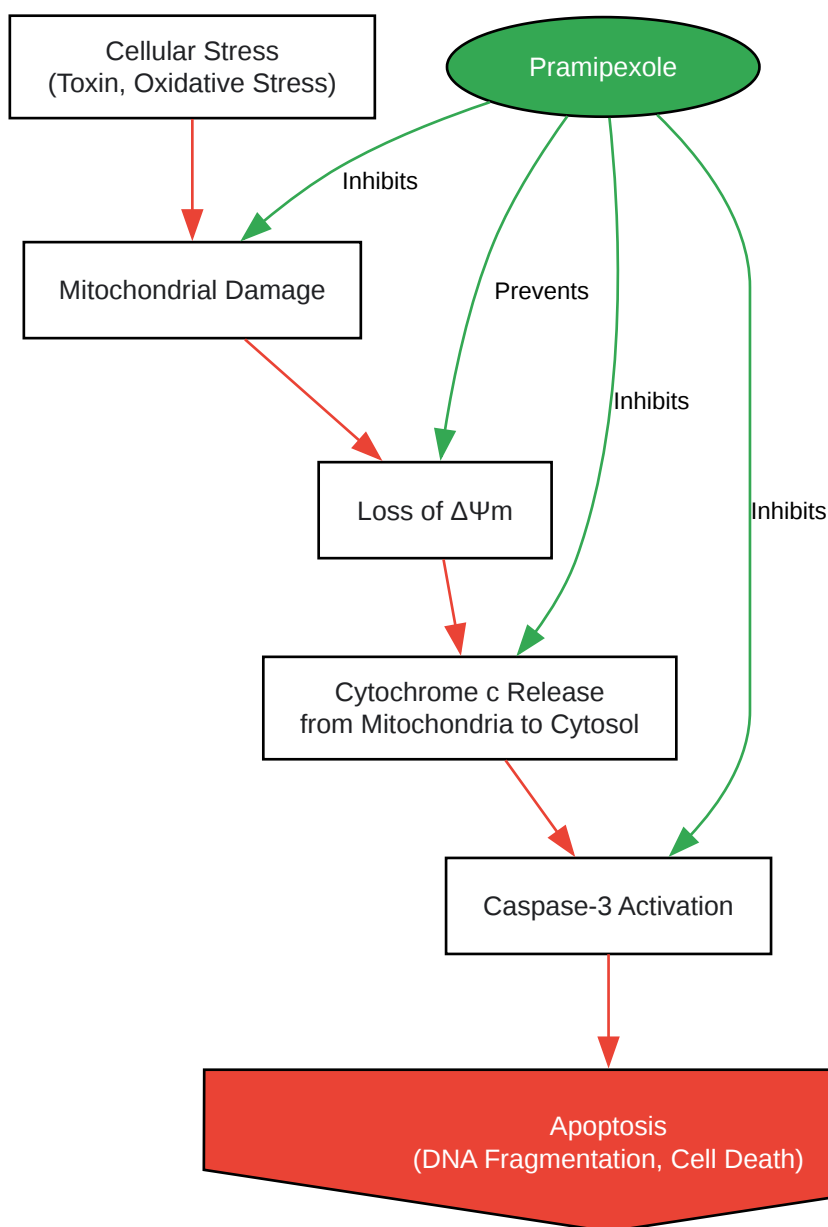 Cellular Stress
(Toxin, Oxidative Stress)
Pramipexole
Inhibits
Mitochondrial Damage
Prevents
Inhibits
Loss of ΔΨm
Inhibits
Cytochrome c Release
from Mitochondria to Cytosol
Caspase-3 Activation
Apoptosis
(DNA Fragmentation, Cell Death)